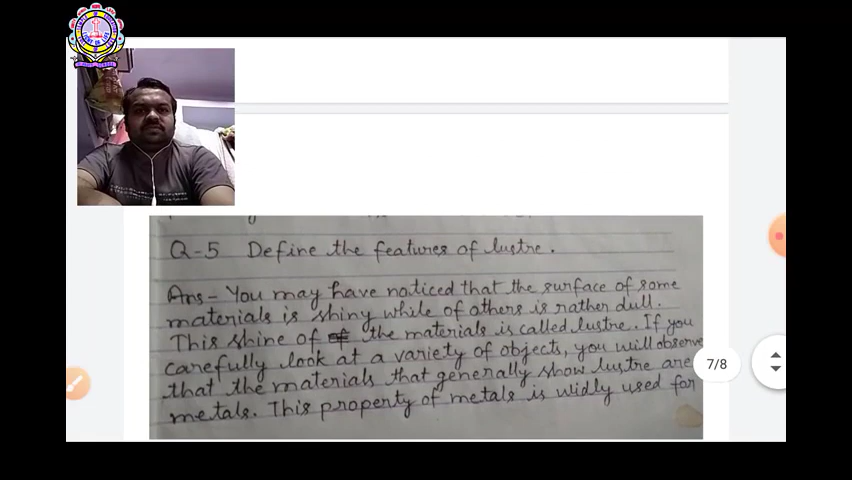 Q-5 Define the features of lustre.
Ans- You may have noticed that the surface of some
materials is shiny while of others is rather dull.
This shine of of the materials is called lustre. If you
carefully look at a variety of objects, you will observe
that the materials that generally show lustre are
metals. This property of metals is widly used for
7/8